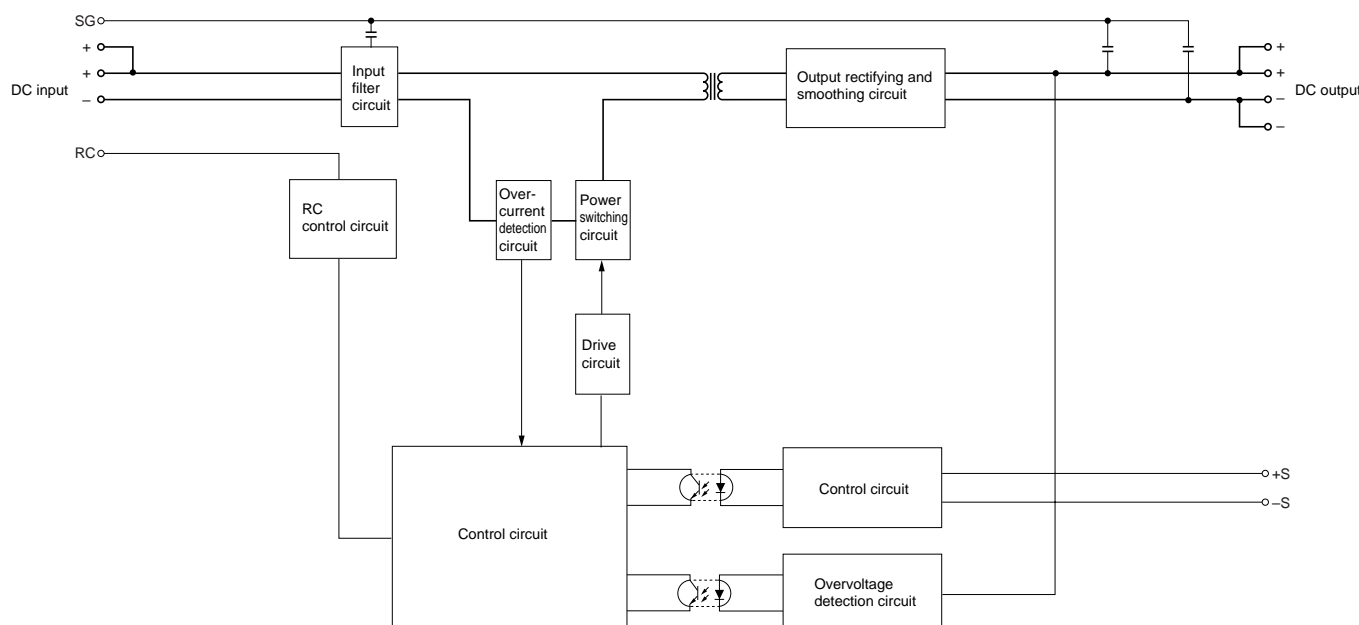 SG
+
+
DC input
–
RC
Input
filter
circuit
Output rectifying and
smoothing circuit
+
+
DC output
–
–
RC
control circuit
Over-
current
detection
circuit
Power
switching
circuit
Drive
circuit
Control circuit
Control circuit
+S
–S
Overvoltage
detection circuit